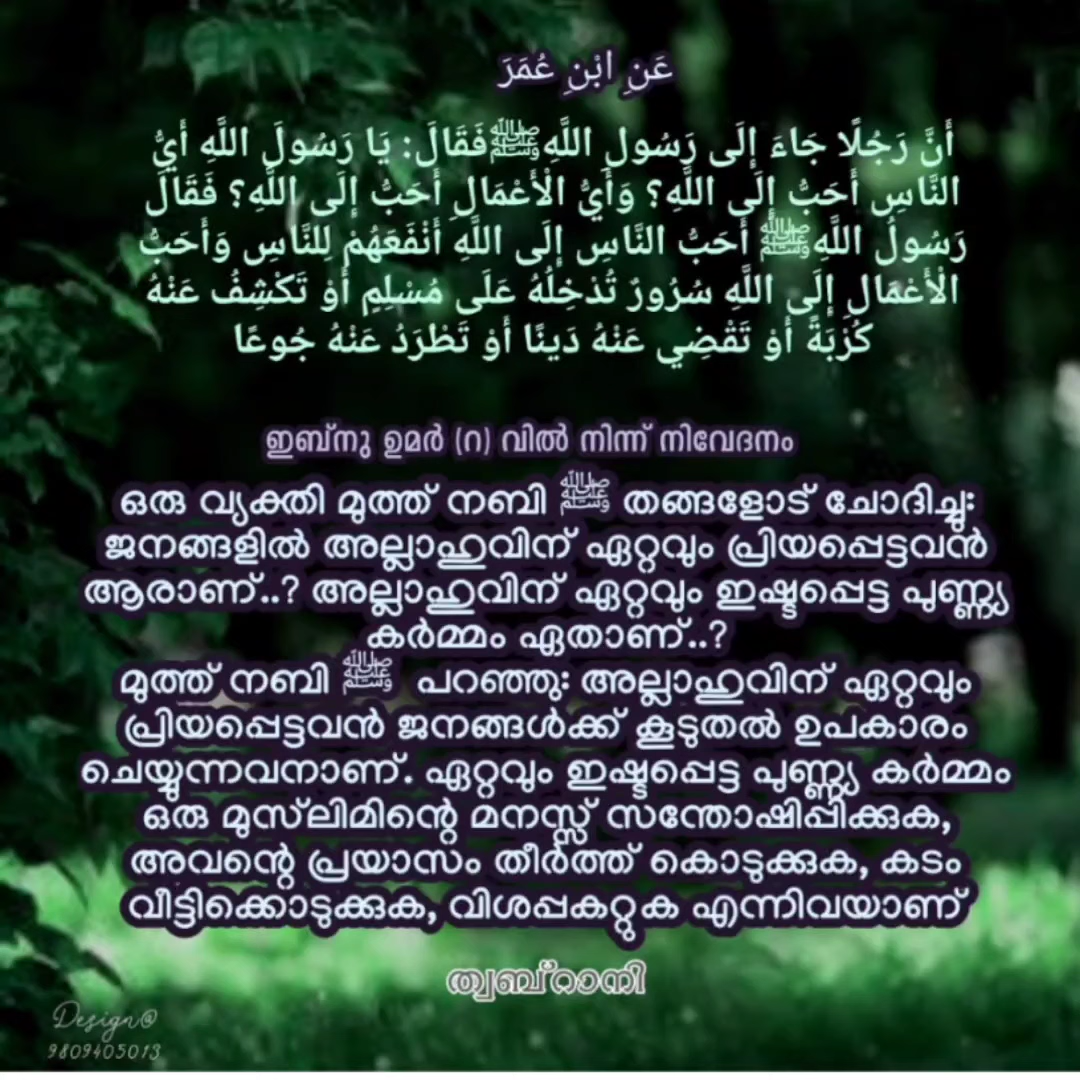 عَنِ ابْنِ عُمَرَ
أَنَّ رَجُلًا جَاءَ إِلَى رَسُولِ اللَّهِ ﷺ فَقَالَ: يَا رَسُولَ اللَّهِ أَيُّ
النَّاسِ أَحَبُّ إِلَى اللَّهِ؟ وَأَيُّ الْأَعْمَالِ أَحَبُّ إِلَى اللَّهِ؟ فَقَالَ
رَسُولُ اللَّهِ ﷺ أَحَبُّ النَّاسِ إِلَى اللَّهِ أَنْفَعَهُمْ لِلنَّاسِ وَأَحَبُّ
الْأَعْمَالِ إِلَى اللَّهِ سُرُورٌ تُدْخِلُهُ عَلَى مُسْلِمٍ أَوْ تَكْشِفُ عَنْهُ
كُرْبَةً أَوْ تَقْضِي عَنْهُ دَينًا أَوْ تَطْرَدُ عَنْهُ جُوعًا
ഇബ്നു ഉമർ (റ) വിൽ നിന്ന് നിവേദനം
ഒരു വ്യക്തി മുത്ത് നബി ﷺ തങ്ങളോട് ചോദിച്ചു:
ജനങ്ങളിൽ അല്ലാഹുവിന് ഏറ്റവും പ്രിയപ്പെട്ടവൻ
ആരാണ്..? അല്ലാഹുവിന് ഏറ്റവും ഇഷ്ടപ്പെട്ട പുണ്ണ്യ
കർമ്മം ഏതാണ്..?
മുത്ത് നബി ﷺ പറഞ്ഞു: അല്ലാഹുവിന് ഏറ്റവും
പ്രിയപ്പെട്ടവൻ ജനങ്ങൾക്ക് കൂടുതൽ ഉപകാരം
ചെയ്യുന്നവനാണ്. ഏറ്റവും ഇഷ്ടപ്പെട്ട പുണ്ണ്യ കർമ്മം
ഒരു മുസ്‌ലിമിന്റെ മനസ്സ് സന്തോഷിപ്പിക്കുക,
അവന്റെ പ്രയാസം തീർത്ത് കൊടുക്കുക, കടം
വീട്ടിക്കൊടുക്കുക, വിശപ്പകറ്റുക എന്നിവയാണ്
ത്വബ്റാനി
Design@
9809405013